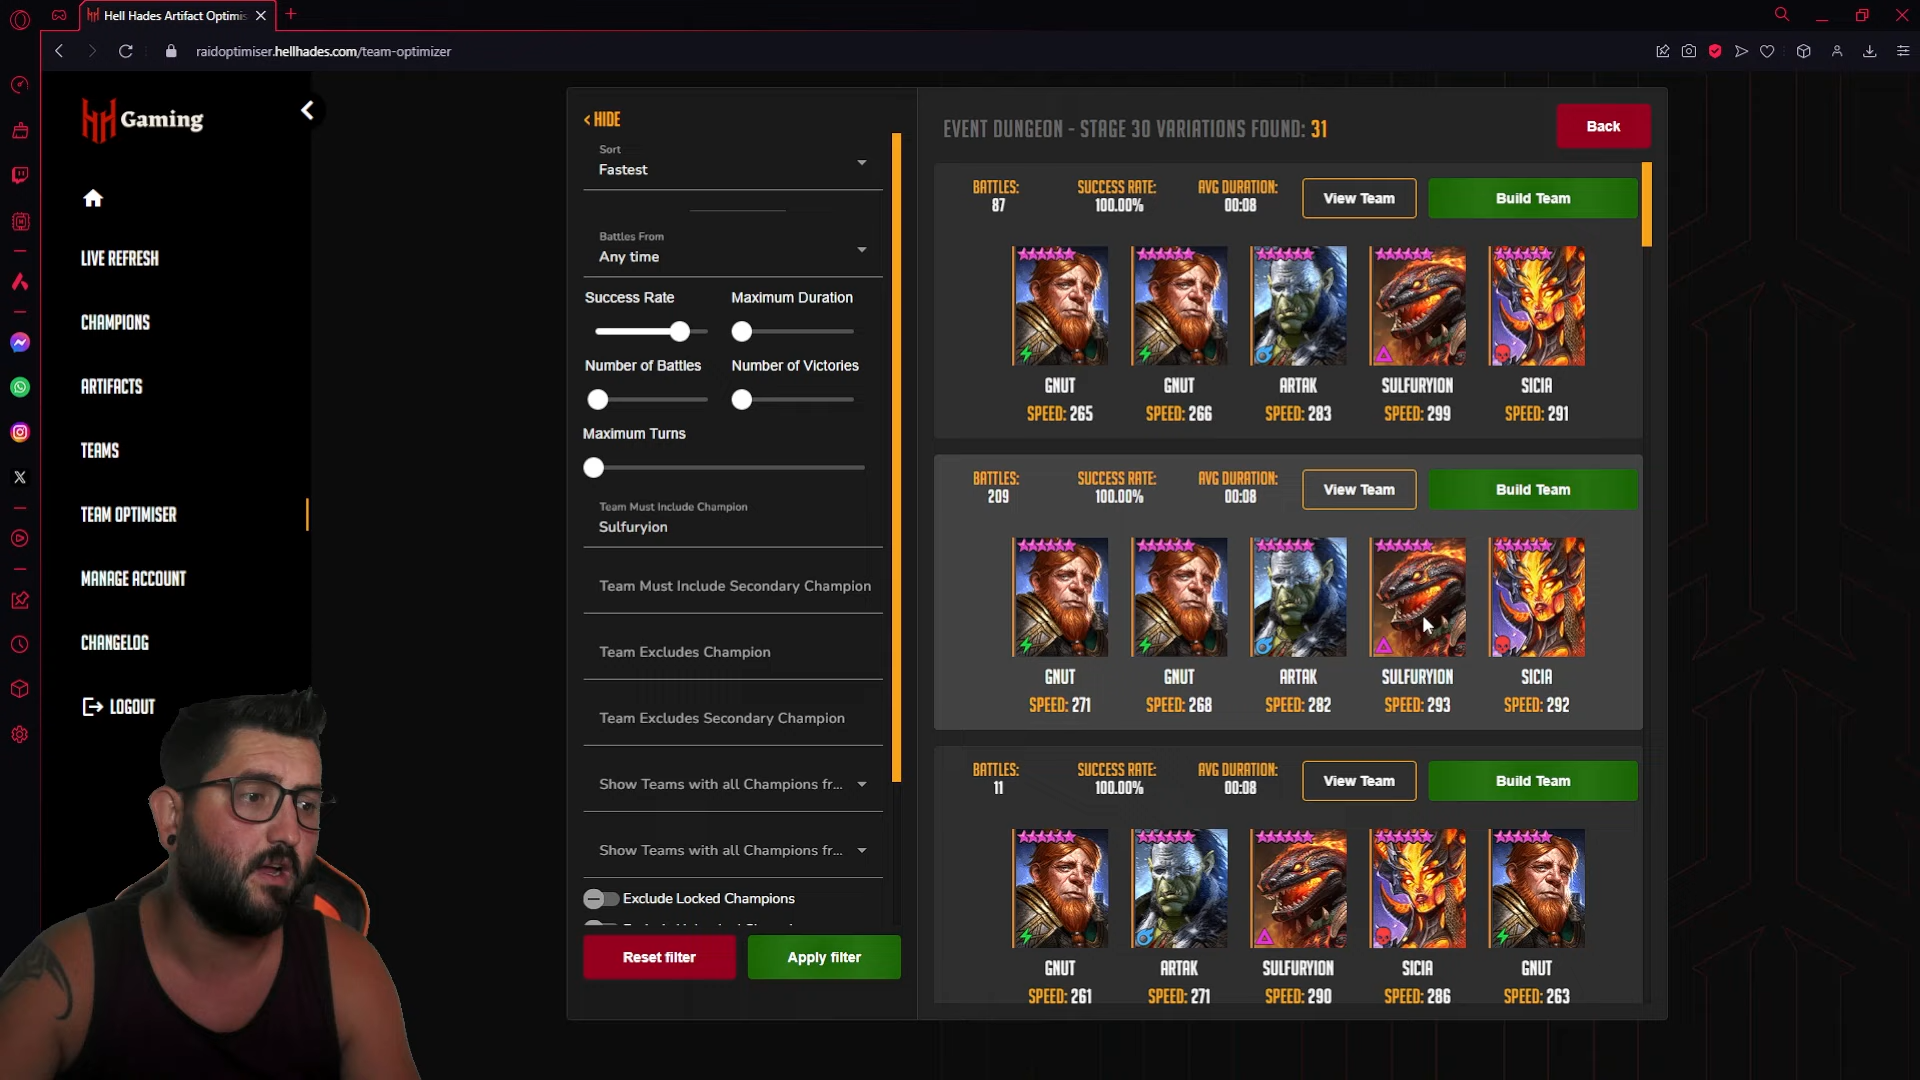 Hell Hades Artifact Optimis
raidoptimiser.hellhades.com/team-optimizer
Gaming
LIVE REFRESH
CHAMPIONS
ARTIFACTS
TEAMS
TEAM OPTIMISER
MANAGE ACCOUNT
CHANGELOG
LOGOUT
HIDE
Sort
Fastest
Battles From
Any time
Success Rate
Maximum Duration
Number of Battles
Number of Victories
Maximum Turns
Team Must Include Champion
Sulfuryion
Team Must Include Secondary Champion
Team Excludes Champion
Team Excludes Secondary Champion
Show Teams with all Champions fr...
Show Teams with all Champions fr...
Exclude Locked Champions
Reset filter
Apply filter
EVENT DUNGEON - STAGE 30 VARIATIONS FOUND: 31
Back
BATTLES: 87
SUCCESS RATE: 100.00%
AVG DURATION: 00:08
View Team
Build Team
GNUT
GNUT
ARTAK
SULFURYION
SICIA
SPEED: 265
SPEED: 266
SPEED: 283
SPEED: 299
SPEED: 291
BATTLES: 209
SUCCESS RATE: 100.00%
AVG DURATION: 00:08
View Team
Build Team
GNUT
GNUT
ARTAK
SULFURYION
SICIA
SPEED: 271
SPEED: 268
SPEED: 282
SPEED: 293
SPEED: 292
BATTLES: 11
SUCCESS RATE: 100.00%
AVG DURATION: 00:08
View Team
Build Team
GNUT
ARTAK
SULFURYION
SICIA
GNUT
SPEED: 261
SPEED: 271
SPEED: 290
SPEED: 286
SPEED: 263